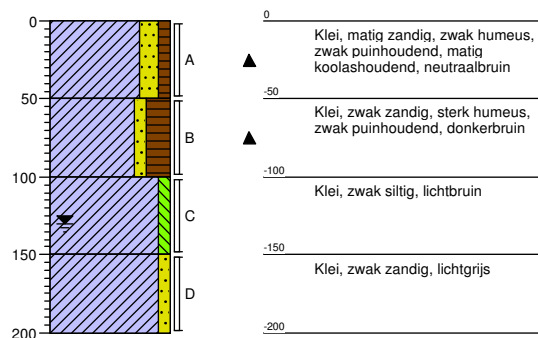 0
50
100
150
200
A
B
C
D
0
Klei, matig zandig, zwak humeus,
zwak puinhoudend, matig
koolashoudend, neutraalbruin
-50
Klei, zwak zandig, sterk humeus,
zwak puinhoudend, donkerbruin
-100
Klei, zwak siltig, lichtbruin
-150
Klei, zwak zandig, lichtgrijs
-200